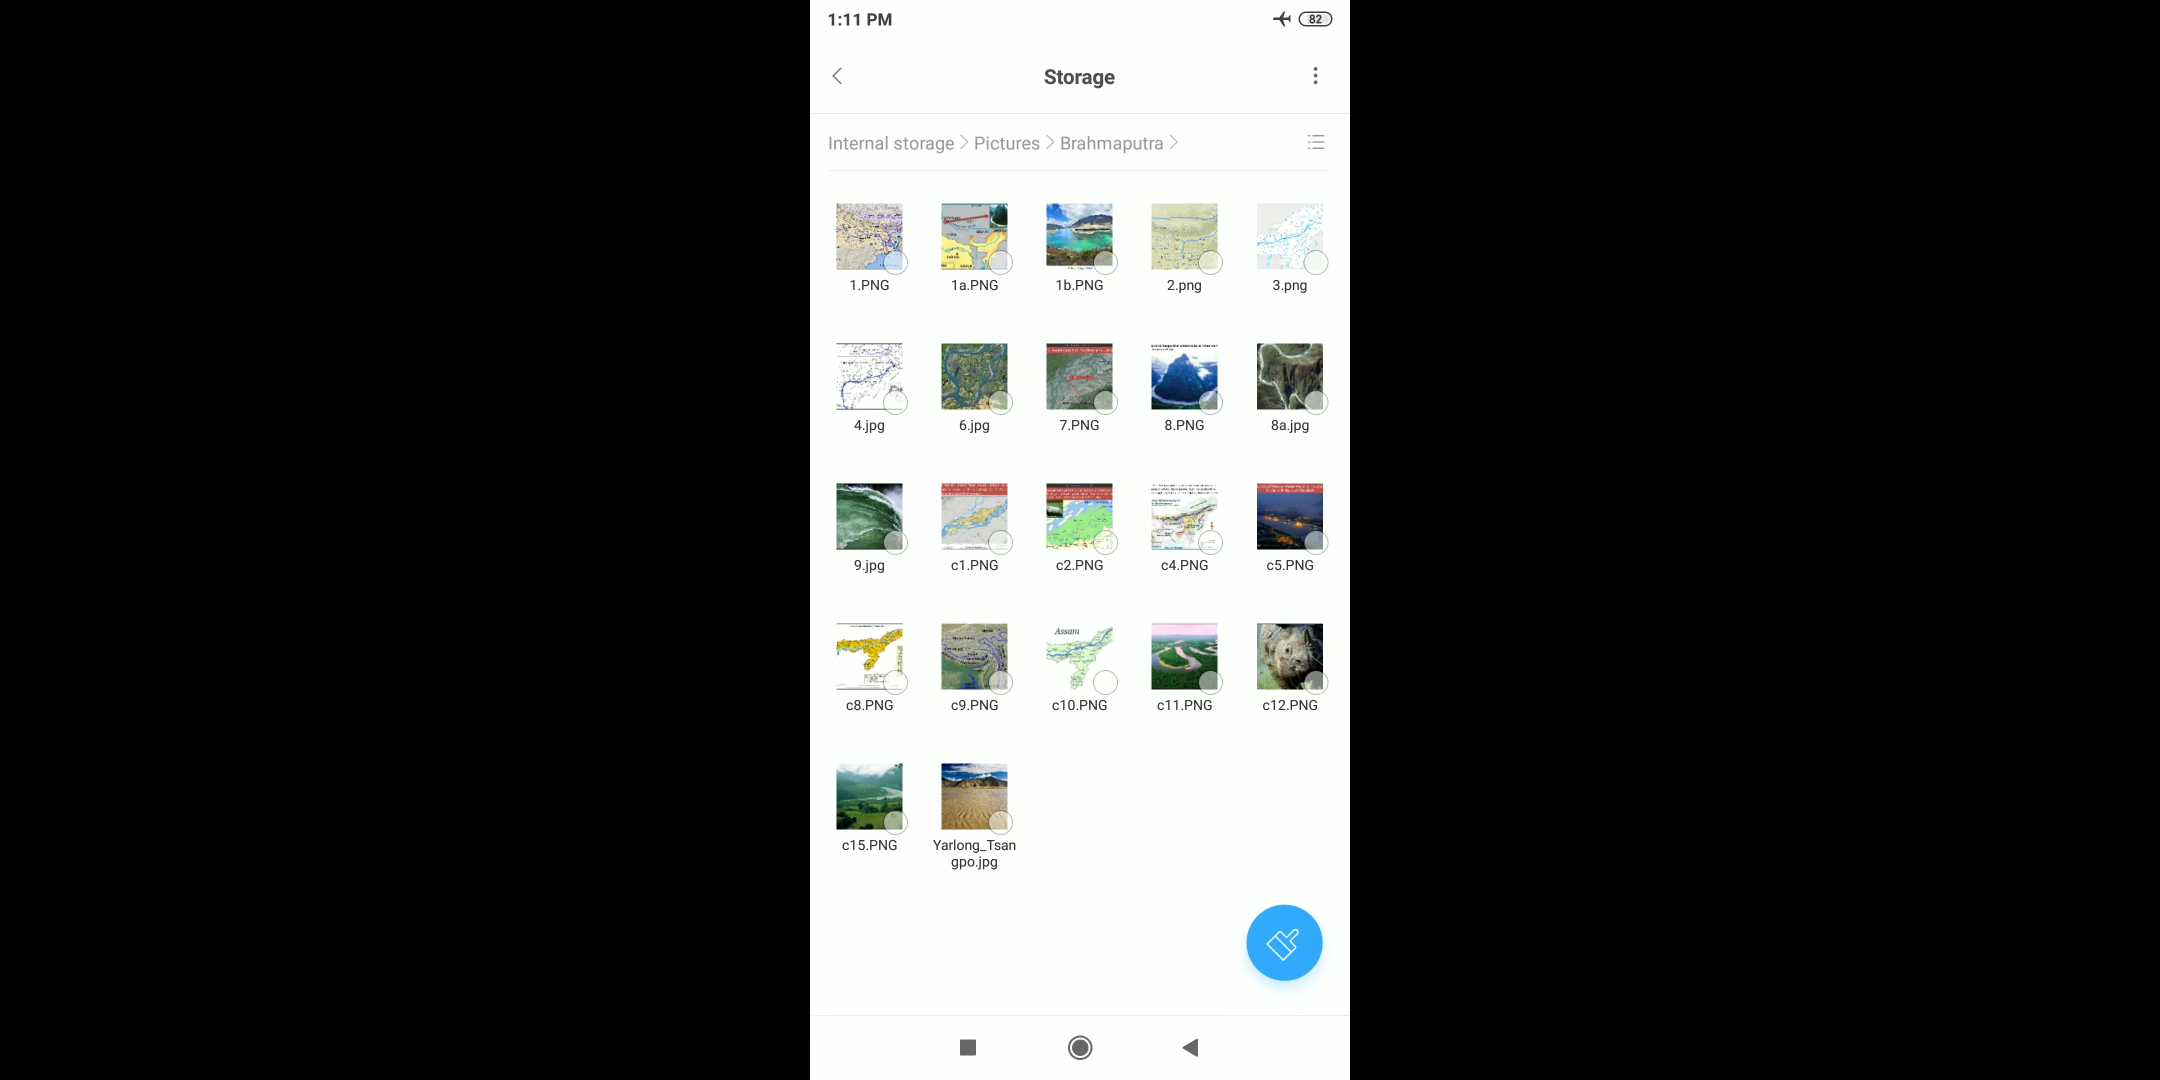 1:11 PM
82
Storage
Internal storage > Pictures > Brahmaputra >
1.PNG
1a.PNG
1b.PNG
2.png
3.png
4.jpg
6.jpg
7.PNG
8.PNG
8a.jpg
9.jpg
c1.PNG
c2.PNG
c4.PNG
c5.PNG
Assam
c8.PNG
c9.PNG
c10.PNG
c11.PNG
c12.PNG
c15.PNG
Yarlong_Tsan
gpo.jpg